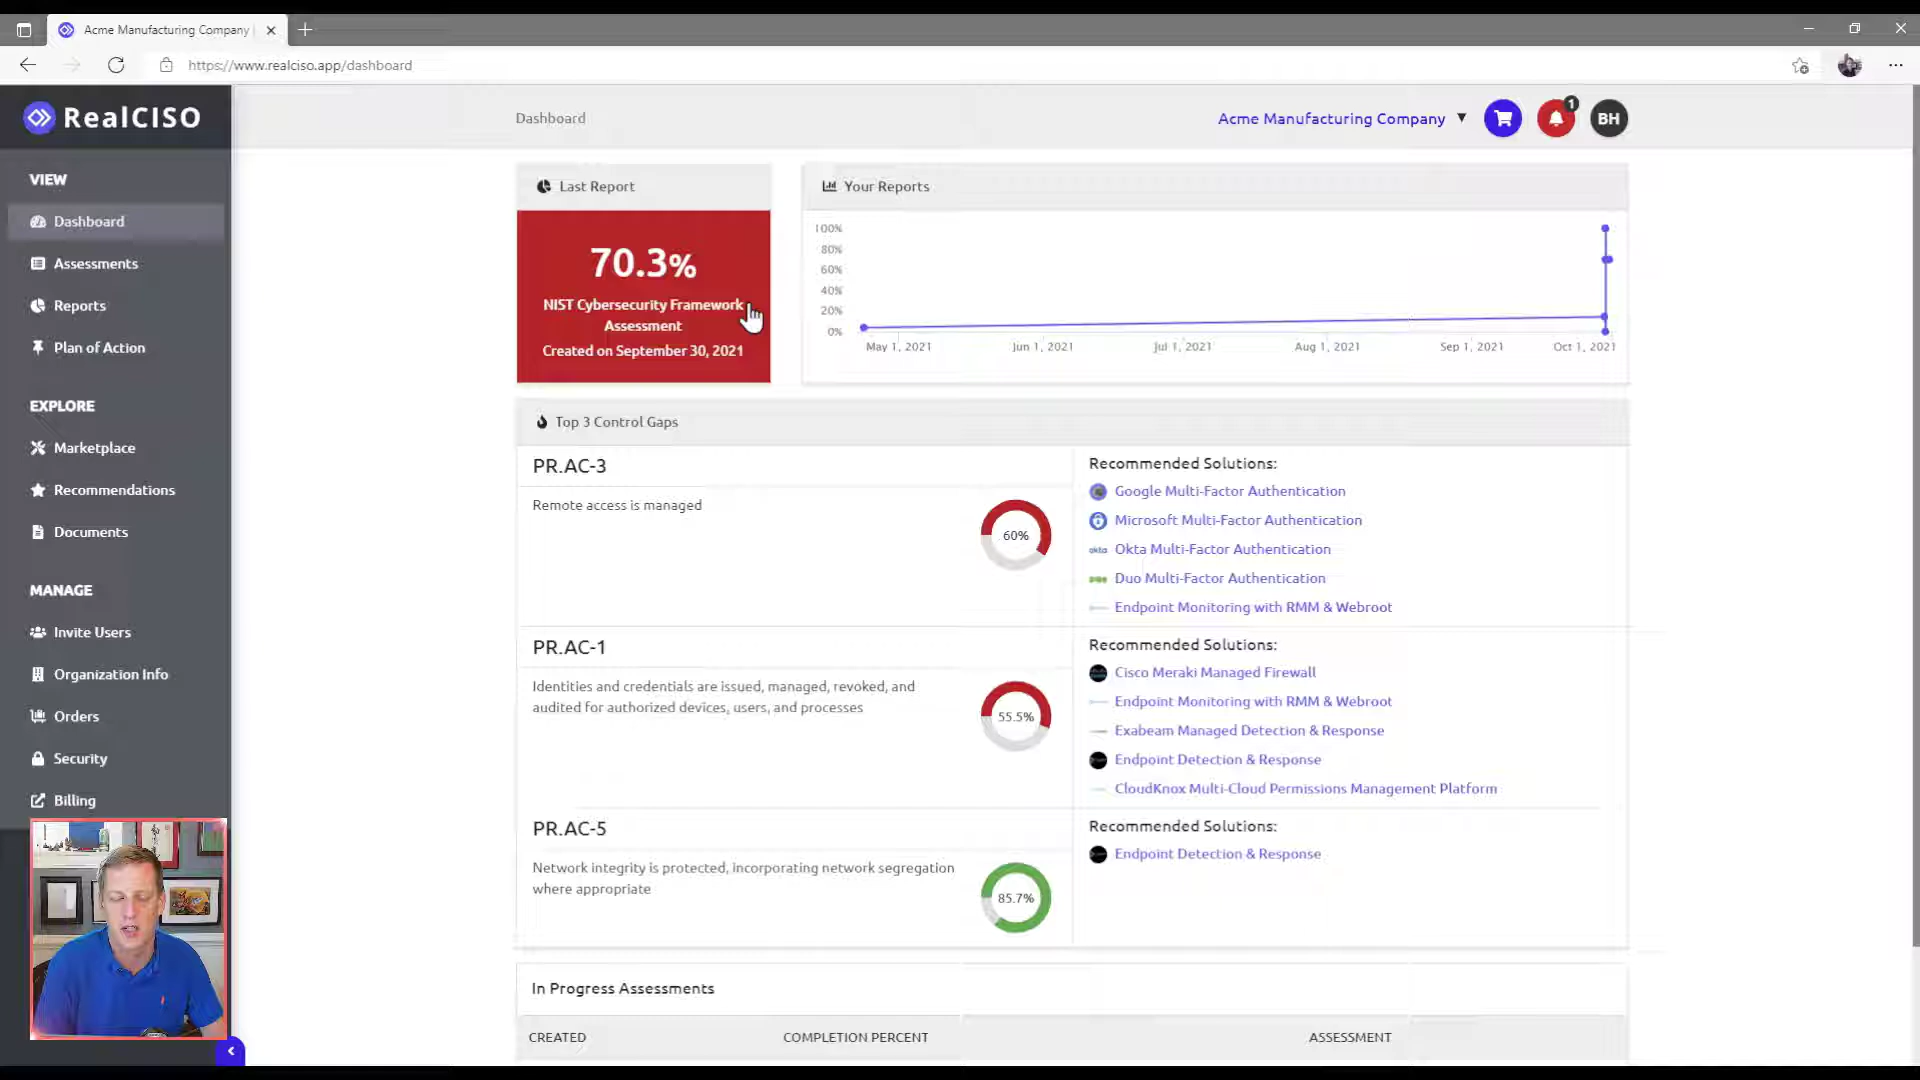 Acme Manufacturing Company
https://www.realciso.app/dashboard
RealCISO
Dashboard
Acme Manufacturing Company ▼
1
BH
VIEW
Dashboard
Assessments
Reports
Plan of Action
EXPLORE
Marketplace
Recommendations
Documents
MANAGE
Invite Users
Organization Info
Orders
Security
Billing
Last Report
70.3%
NIST Cybersecurity Framework
Assessment
Created on September 30, 2021
Your Reports
100%
80%
60%
40%
20%
0%
May 1, 2021
Jun 1, 2021
Jul 1, 2021
Aug 1, 2021
Sep 1, 2021
Oct 1, 2021
Top 3 Control Gaps
PR.AC-3
Remote access is managed
60%
Recommended Solutions:
Google Multi-Factor Authentication
Microsoft Multi-Factor Authentication
okta Okta Multi-Factor Authentication
Duo Multi-Factor Authentication
Endpoint Monitoring with RMM & Webroot
PR.AC-1
Identities and credentials are issued, managed, revoked, and
audited for authorized devices, users, and processes
55.5%
Recommended Solutions:
Cisco Meraki Managed Firewall
Endpoint Monitoring with RMM & Webroot
Exabeam Managed Detection & Response
Endpoint Detection & Response
CloudKnox Multi-Cloud Permissions Management Platform
PR.AC-5
Network integrity is protected, incorporating network segregation
where appropriate
85.7%
Recommended Solutions:
Endpoint Detection & Response
In Progress Assessments
CREATED
COMPLETION PERCENT
ASSESSMENT